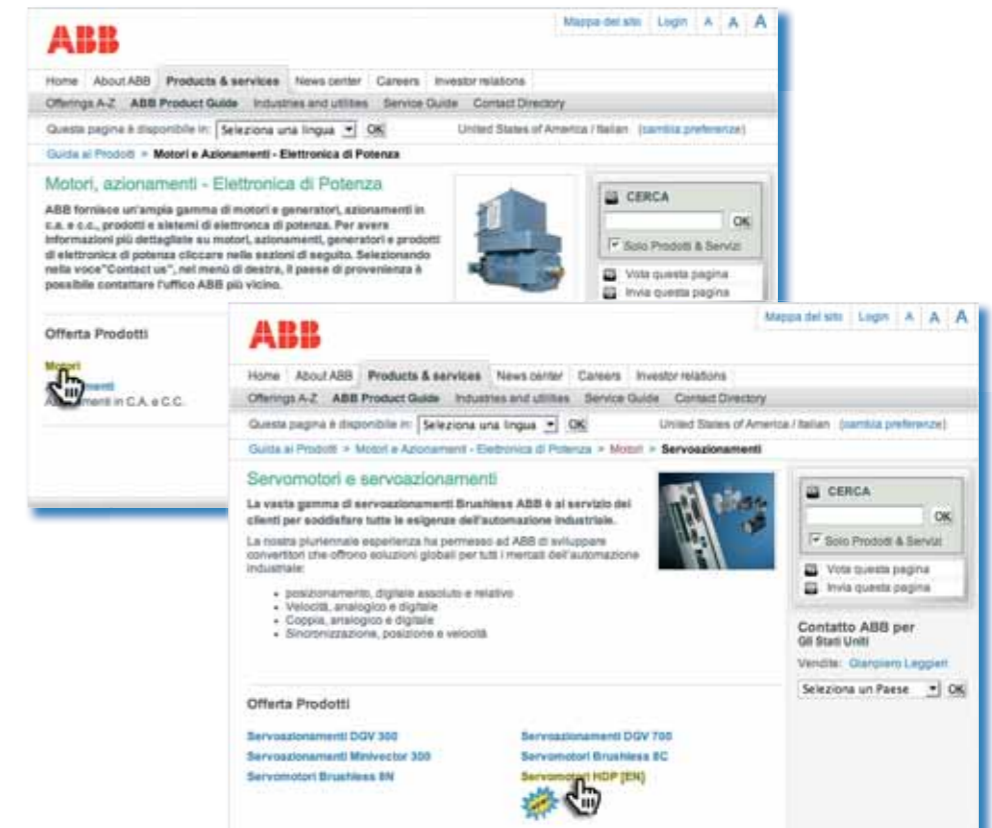 ABB
Mappa del sito Login A A A
Home About ABB Products & services News center Careers Investor relations
Offerings A-Z ABB Product Guide Industries and utilities Service Guide Contact Directory
Questa pagina è disponibile in: Seleziona una lingua OK United States of America / Italian (cambia preferenze)
Guida ai Prodotti > Motori e Azionamenti - Elettronica di Potenza
Motori, azionamenti - Elettronica di Potenza
ABB fornisce un'ampia gamma di motori e generatori, azionamenti in
c.a. e c.c., prodotti e sistemi di elettronca di potenza. Per avere
informazioni più dettagliate su motori, azionamenti, generatori e prodotti
di elettronica di potenza cliccare nelle sezioni di seguito. Selezionando
nella voce"Contact us", nel menù di destra, il paese di provenienza è
possibile contattare l'uffico ABB più vicino.
CERCA
OK
Solo Prodotti & Servizi
Vota questa pagina
Invia questa pagina
Offerta Prodotti
Motori
menti in C.A. e C.C.
ABB
Mappa del sito Login A A A
Home About ABB Products & services News center Careers Investor relations
Offerings A-Z ABB Product Guide Industries and utilities Service Guide Contact Directory
Questa pagina è disponibile in: Seleziona una lingua OK United States of America / Italian (cambia preferenze)
Guida ai Prodotti > Motori e Azionamenti - Elettronica di Potenza > Motori > Servoazionamenti
Servomotori e servoazionamenti
La vasta gamma di servoazionamenti Brushless ABB è al servizio dei
clienti per soddisfare tutte le esigenze dell'automazione industriale.
La nostra pluriennale esperienza ha permesso ad ABB di sviluppare
convertitori che offrono soluzioni globali per tutti i mercati dell'automazione
industriale:
• posizionamento, digitale assoluto e relativo
• Velocità, analogico e digitale
• Coppia, analogico e digitale
• Sincronizzazione, posizione e velocità
CERCA
OK
Solo Prodotti & Servizi
Vota questa pagina
Invia questa pagina
Contatto ABB per
Gli Stati Uniti
Vendite: Gianpiero Leggieri
Seleziona un Paese OK
Offerta Prodotti
Servoazionamenti DGV 300 Servoazionamenti DGV 700
Servoazionamenti Minivector 300 Servomotori Brushless 8C
Servomotori Brushless 8N Servomotori HDP [EN]